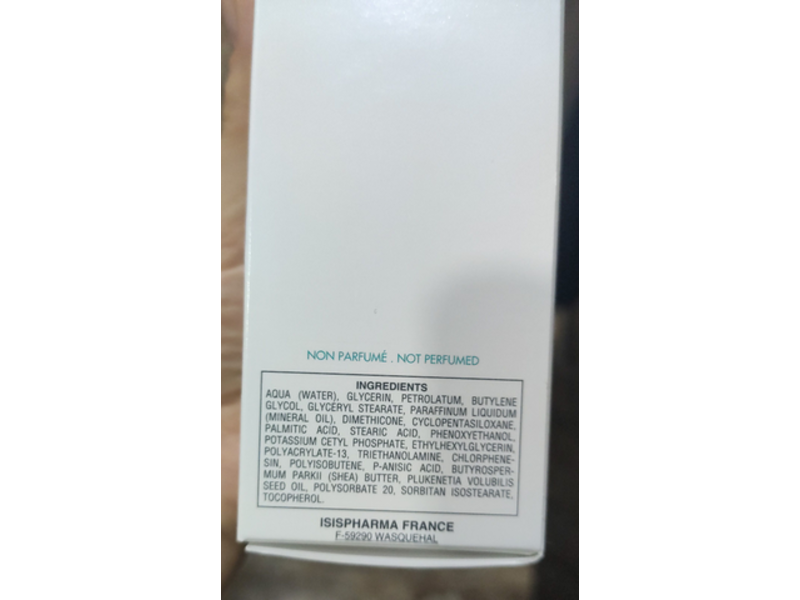 NON PARFUMÉ . NOT PERFUMED
INGREDIENTS
AQUA (WATER), GLYCERIN, PETROLATUM, BUTYLENE
GLYCOL, GLYCERYL STEARATE, PARAFFINUM LIQUIDUM
(MINERAL OIL), DIMETHICONE, CYCLOPENTASILOXANE,
PALMITIC ACID, STEARIC ACID, PHENOXYETHANOL,
POTASSIUM CETYL PHOSPHATE, ETHYLHEXYLGLYCERIN,
POLYACRYLATE-13, TRIETHANOLAMINE, CHLORPHENE-
SIN, POLYISOBUTENE, P-ANISIC ACID, BUTYROSPER-
MUM PARKII (SHEA) BUTTER, PLUKENETIA VOLUBILIS
SEED OIL, POLYSORBATE 20, SORBITAN ISOSTEARATE,
TOCOPHEROL.
ISISPHARMA FRANCE
F-59290 WASQUEHAL